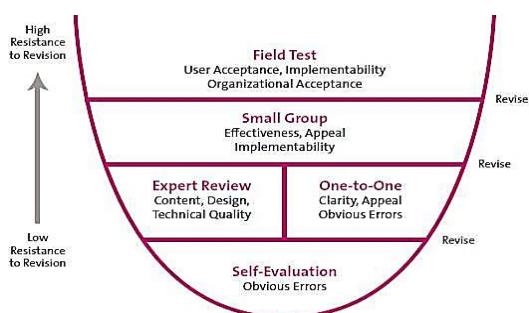 High
Resistance
to Revision
Field Test
User Acceptance, Implementability
Organizational Acceptance
Revise
Small Group
Effectiveness, Appeal
Implementability
Revise
Expert Review
Content, Design,
Technical Quality
One-to-One
Clarity, Appeal
Obvious Errors
Revise
Low
Resistance
to Revision
Self-Evaluation
Obvious Errors